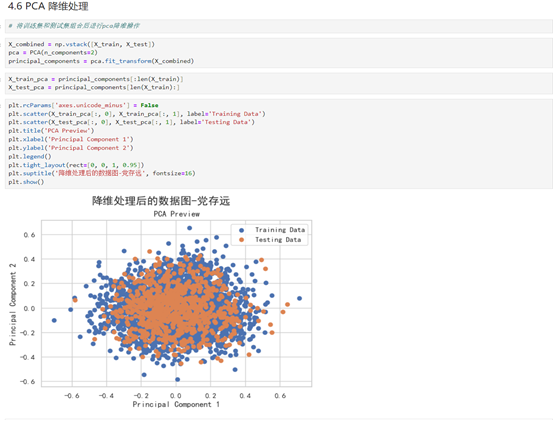 4.6 PCA 降维处理
# 将训练集和测试集组合后进行pca降维操作
X_combined = np.vstack([X_train, X_test])
pca = PCA(n_components=2)
principal_components = pca.fit_transform(X_combined)
X_train_pca = principal_components[:len(X_train)]
X_test_pca = principal_components[len(X_train):]
plt.rcParams['axes.unicode_minus'] = False
plt.scatter(X_train_pca[:, 0], X_train_pca[:, 1], label='Training Data')
plt.scatter(X_test_pca[:, 0], X_test_pca[:, 1], label='Testing Data')
plt.title('PCA Preview')
plt.xlabel('Principal Component 1')
plt.ylabel('Principal Component 2')
plt.legend()
plt.tight_layout(rect=[0, 0, 1, 0.95])
plt.suptitle('降维处理后的数据图-党存远', fontsize=16)
plt.show()
降维处理后的数据图-党存远
PCA Preview
Training Data
Testing Data
Principal Component 2
0.6
0.4
0.2
0.0
-0.2
-0.4
-0.6
-0.6 -0.4 -0.2 0.0 0.2 0.4 0.6
Principal Component 1